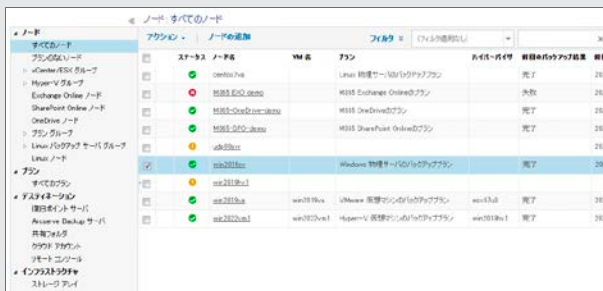 ノード: すべてのノード
ノード
すべてのノード
プランのないノード
vCenter/ESX グループ
Hyper-V グループ
Exchange Online ノード
SharePoint Online ノード
OneDrive ノード
プラン グループ
Linux バックアップ サーバ グループ
Linux ノード
プラン
すべてのプラン
デスティネーション
復旧ポイント サーバ
Arcserve Backup サーバ
共有フォルダ
クラウド アカウント
リモート コンソール
インフラストラクチャ
ストレージ アレイ
アクション ノードの追加 フィルタ (フィルタ適用なし)
ステータス ノード名 VM 名 プラン ハイパーバイザ 前回のバックアップ結果 前回
centos7va Linux 物理サーバのバックアッププラン 完了
M365-EXO-demo M365 Exchange Onlineのプラン 失敗
M365-OneDrive-demo M365 OneDriveのプラン 完了
M365-SPO-demo M365 SharePoint Onlineのプラン 完了
win2016sv Windows 物理サーバのバックアッププラン 完了
win2019hv1
win2019va win2019va VMware 仮想マシンのバックアッププラン 完了
win2022vm1 win2022vm1 Hyper-V 仮想マシンのバックアッププラン win2019hv1 完了